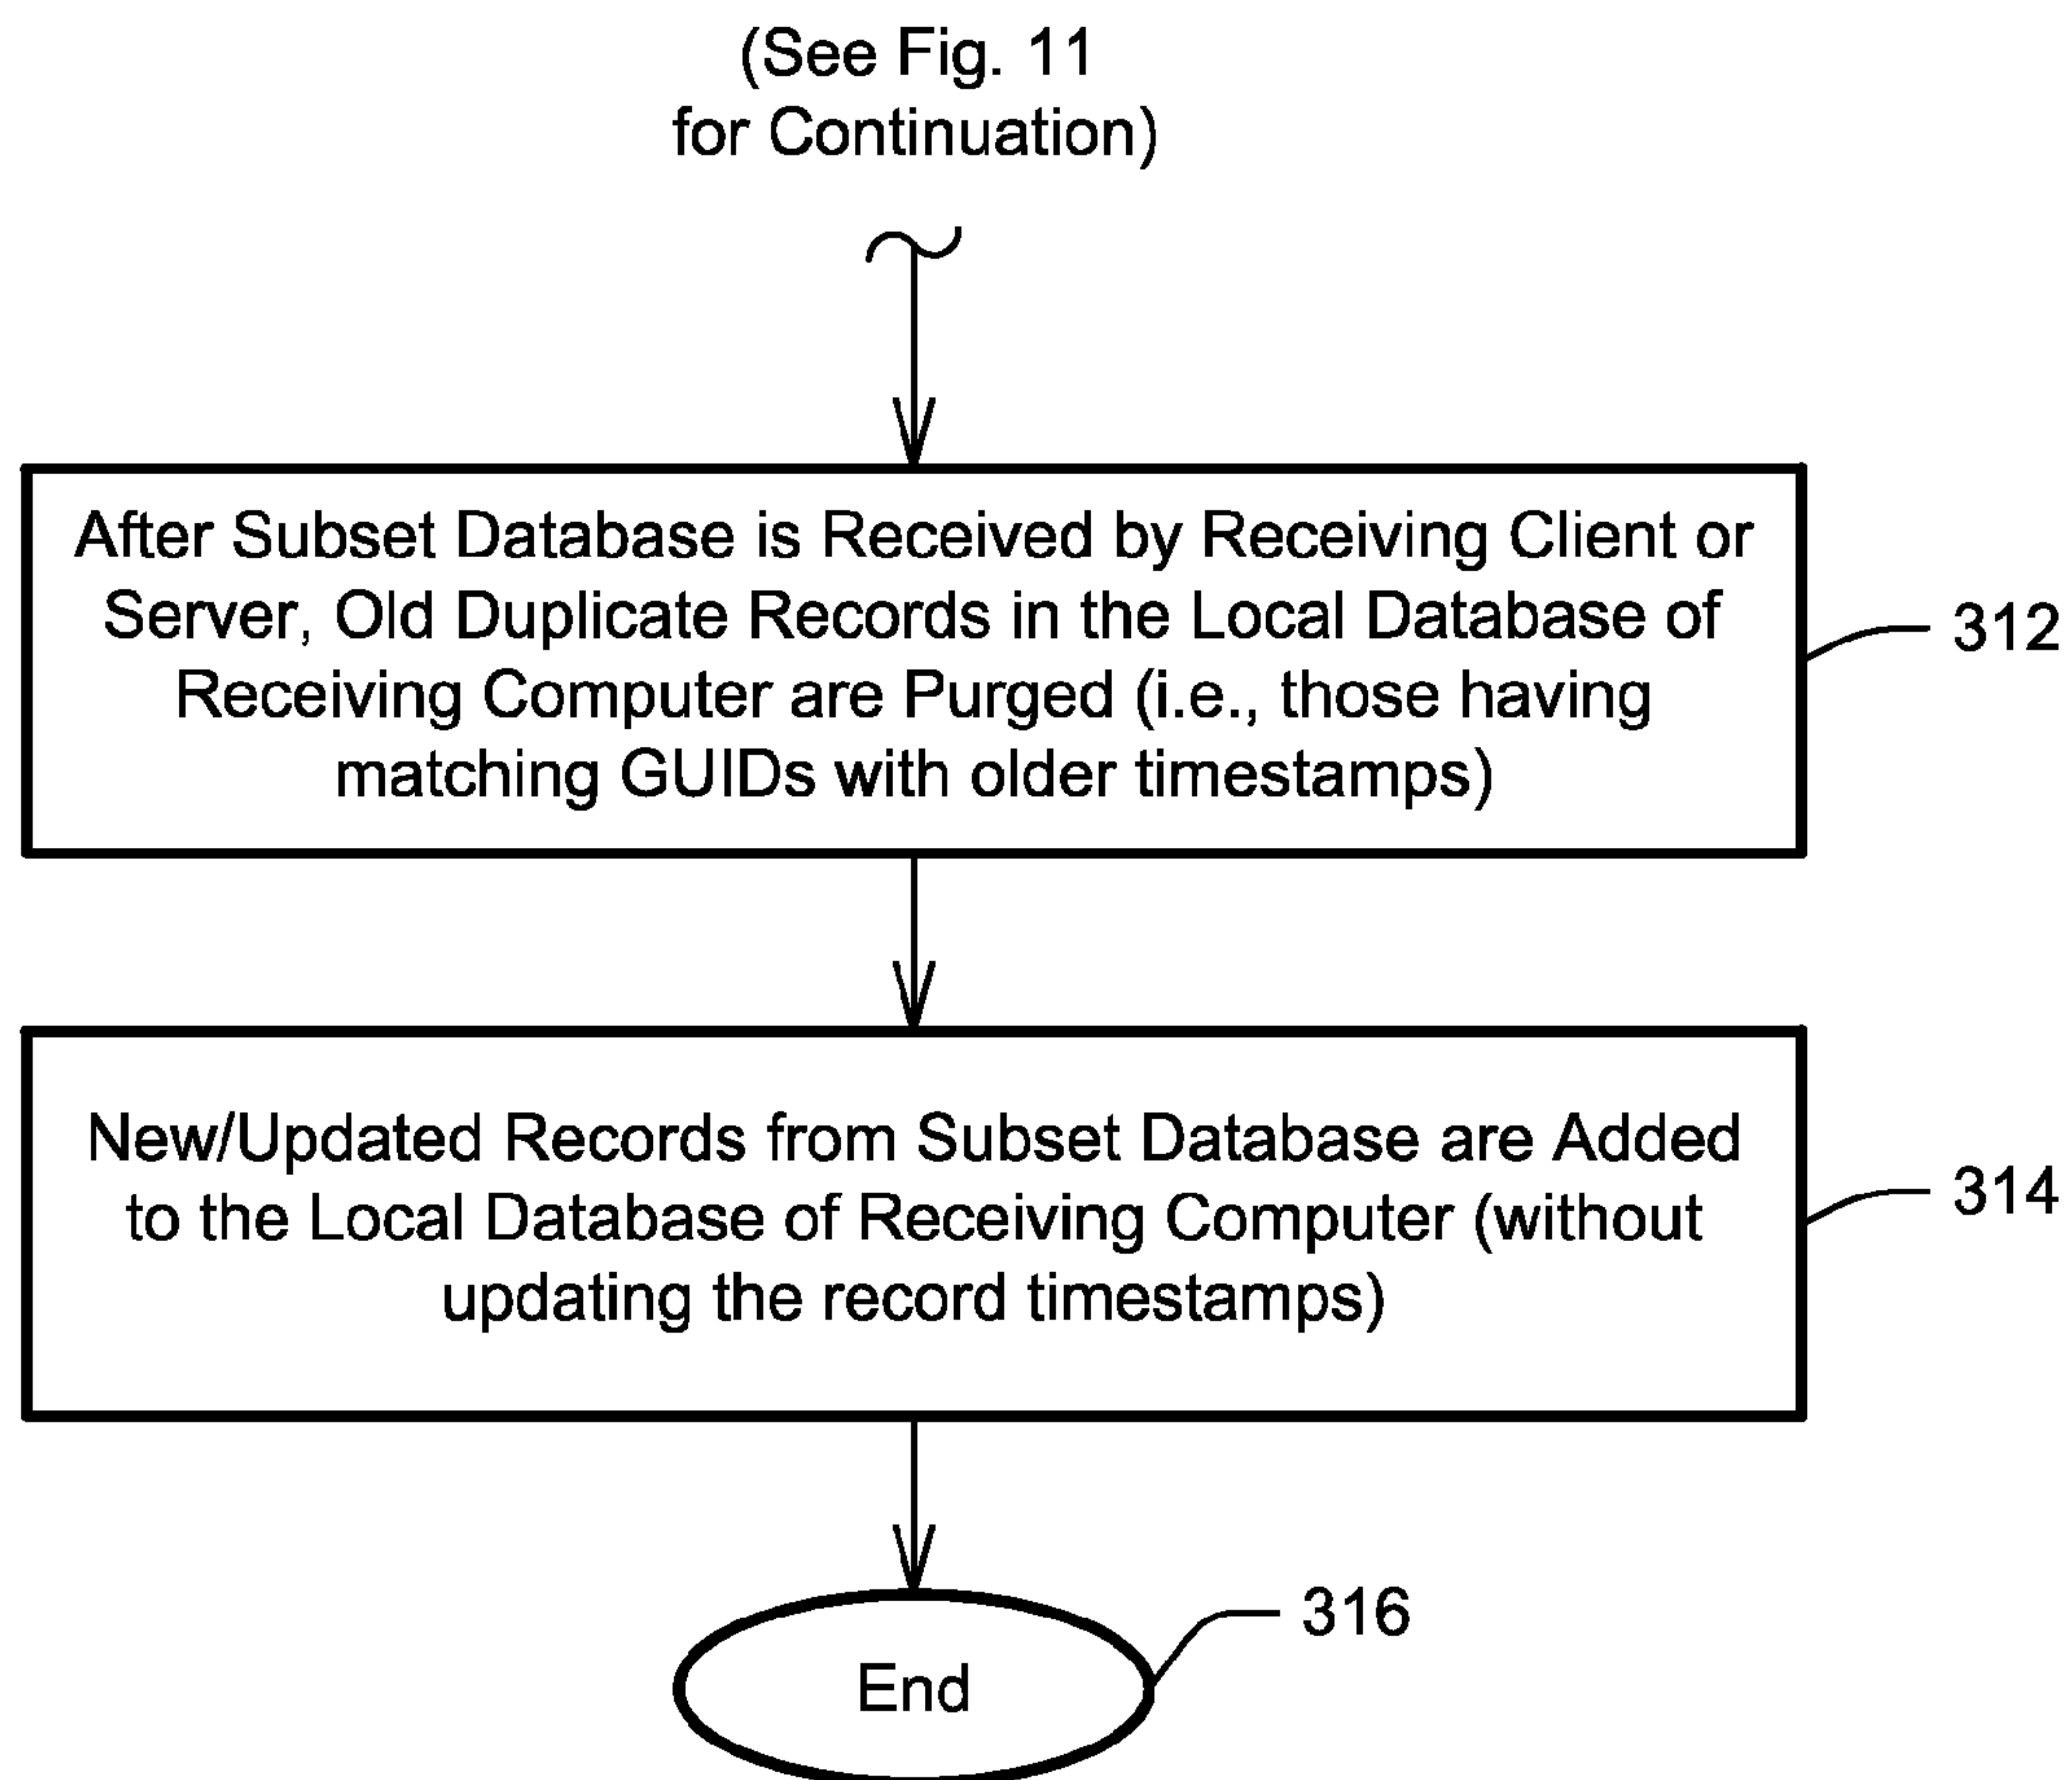 (See Fig. 11
for Continuation)
After Subset Database is Received by Receiving Client or
Server, Old Duplicate Records in the Local Database of
Receiving Computer are Purged (i.e., those having
matching GUIDs with older timestamps)
312
New/Updated Records from Subset Database are Added
to the Local Database of Receiving Computer (without
updating the record timestamps)
314
316
End